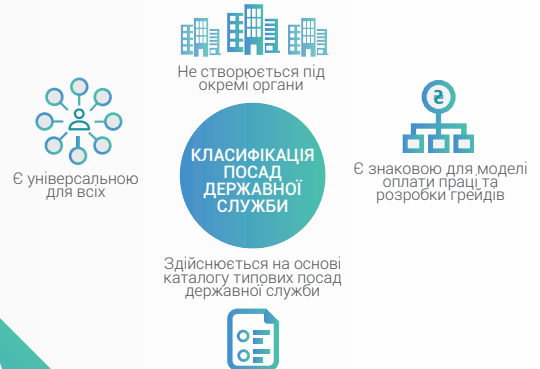 Не створюється під
окремі органи
Є універсальною
для всіх
КЛАСИФІКАЦІЯ
ПОСАД
ДЕРЖАВНОЇ
СЛУЖБИ
₴
Є знаковою для моделі
оплати праці та
розробки грейдів
Здійснюється на основі
каталогу типових посад
державної служби